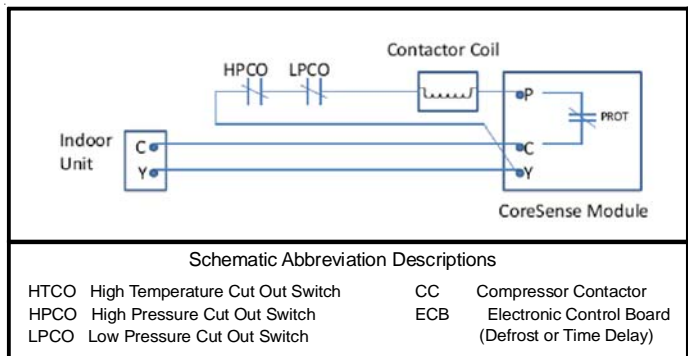 Contactor Coil
HPCO LPCO
P
PROT
Indoor
Unit
C
Y
C
Y
CoreSense Module
Schematic Abbreviation Descriptions
HTCO High Temperature Cut Out Switch
HPCO High Pressure Cut Out Switch
LPCO Low Pressure Cut Out Switch
CC Compressor Contactor
ECB Electronic Control Board
(Defrost or Time Delay)